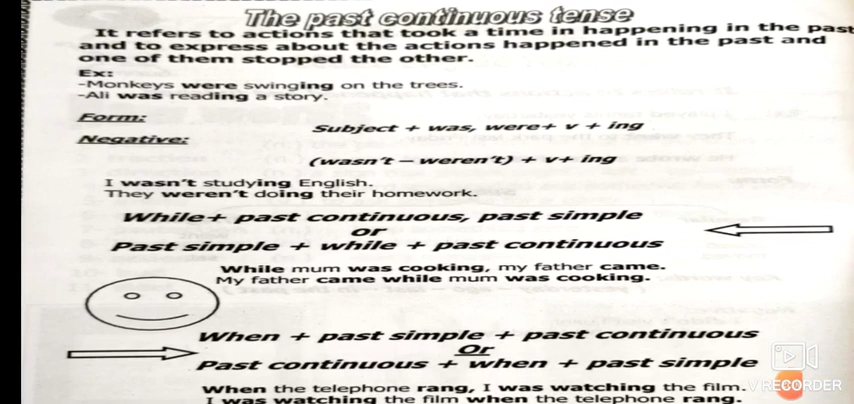 The past continuous tense
It refers to actions that took a time in happening in the past
and to express about the actions happened in the past and
one of them stopped the other.
Ex:
-Monkeys were swinging on the trees.
-Ali was reading a story.
Form:
Subject + was, were+ v + ing
Negative:
(wasn't – weren't) + v+ ing
I wasn't studying English.
They weren't doing their homework.
While+ past continuous, past simple
or
Past simple + while + past continuous
While mum was cooking, my father came.
My father came while mum was cooking.
When + past simple + past continuous
Or
Past continuous + when + past simple
When the telephone rang, I was watching the film.
I was watching the film when the telephone rang.
V RECORDER